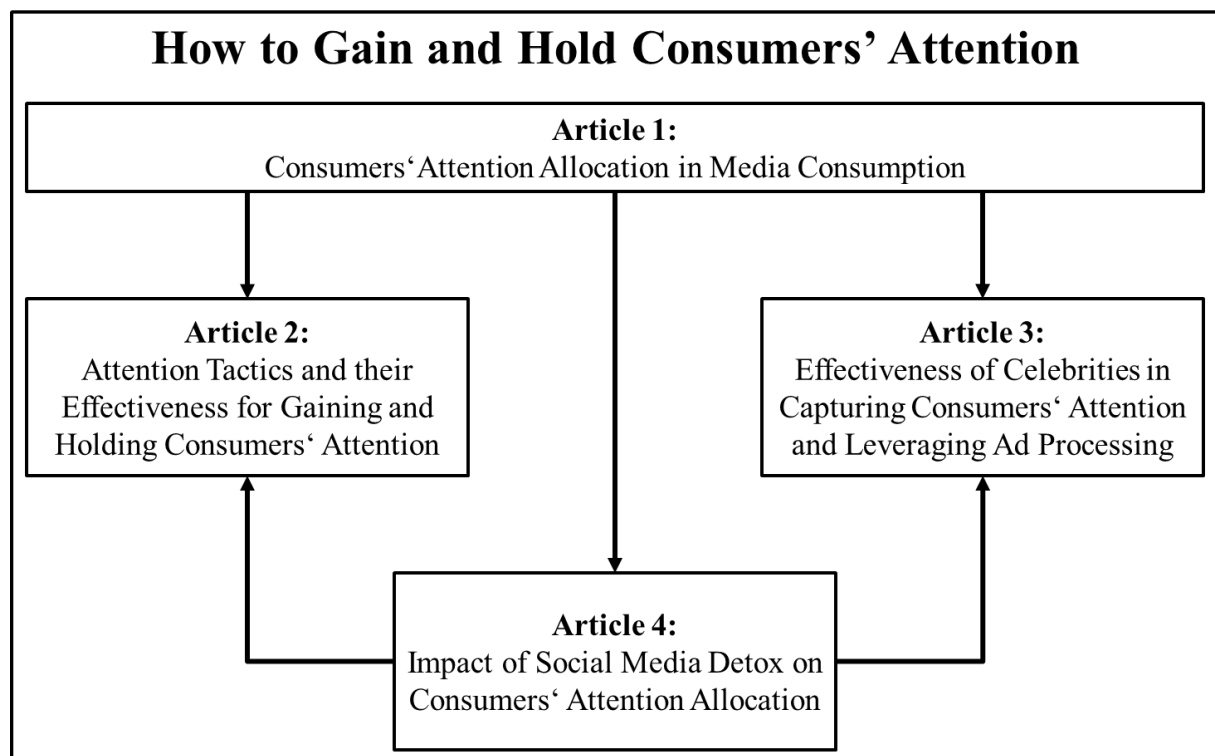 How to Gain and Hold Consumers’ Attention
Article 1:
Consumers‘ Attention Allocation in Media Consumption
Article 2:
Attention Tactics and their
Effectiveness for Gaining and
Holding Consumers‘ Attention
Article 3:
Effectiveness of Celebrities in
Capturing Consumers‘ Attention
and Leveraging Ad Processing
Article 4:
Impact of Social Media Detox on
Consumers‘ Attention Allocation